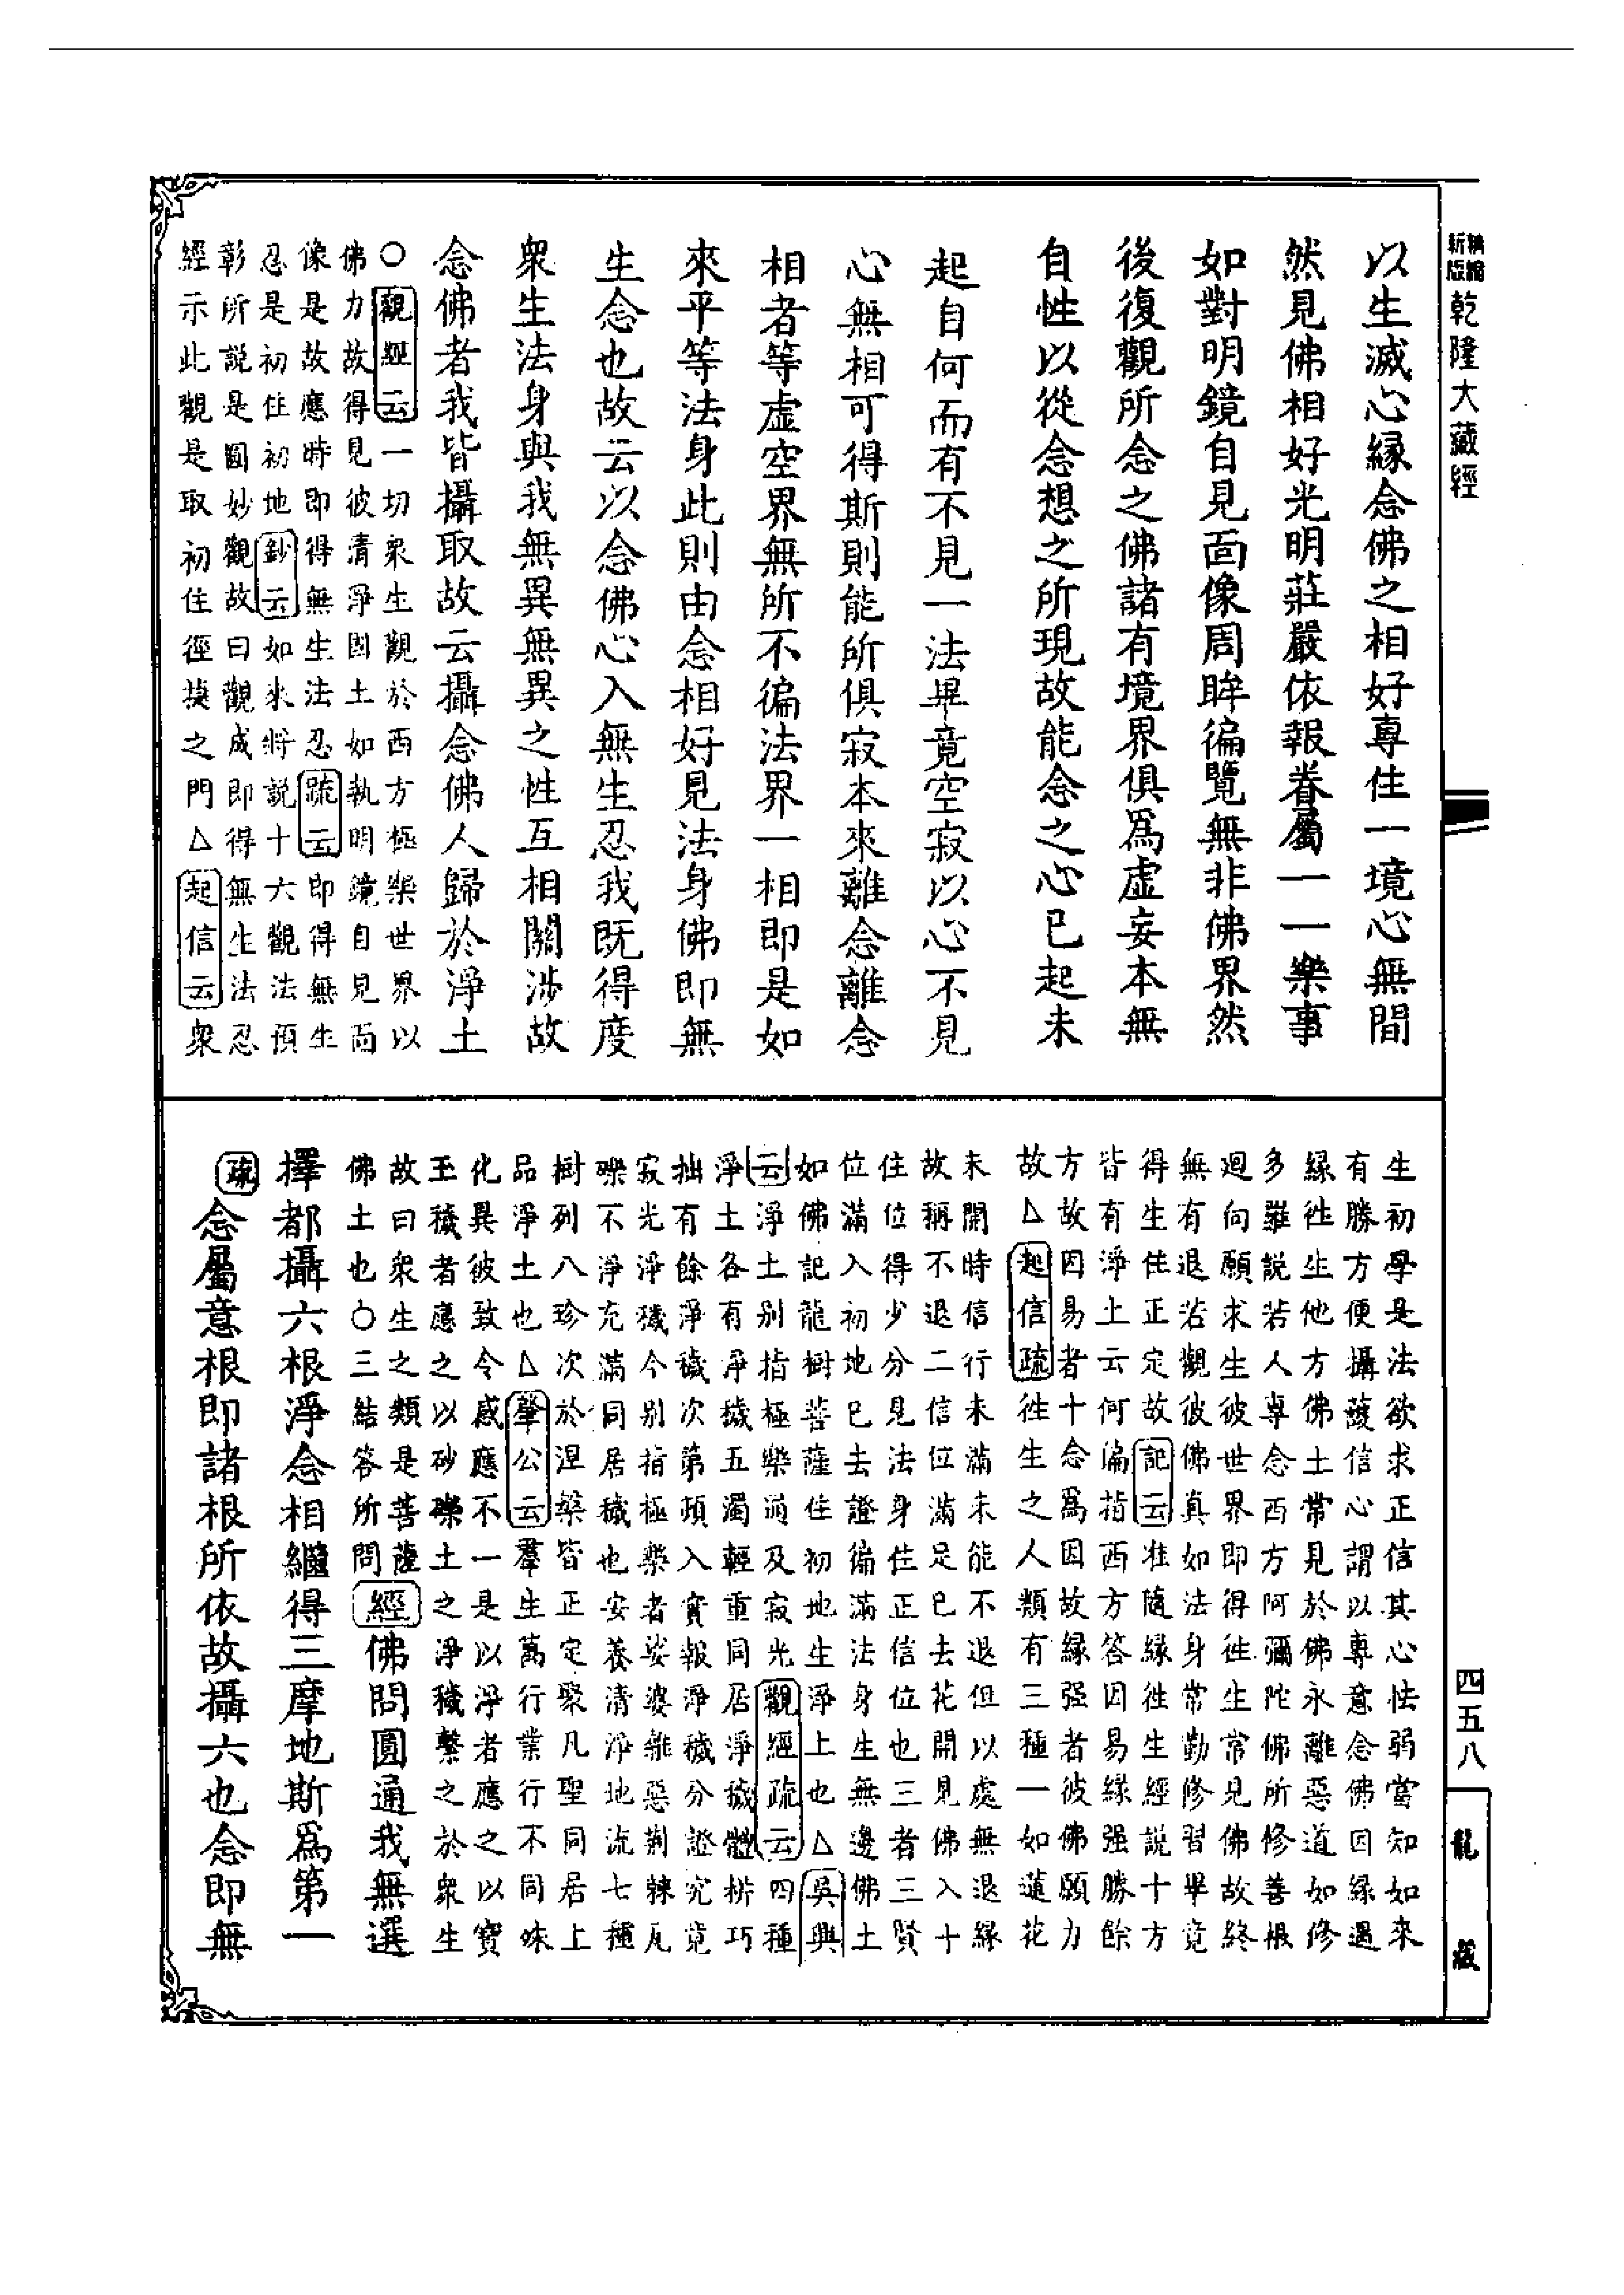 新版精縮乾隆大藏經
以生滅心緣念佛之相好專住一境心無間
然見佛相好光明莊嚴依報眷屬一一樂事
如對明鏡自見面像周眸徧覽無非佛界然
後復觀所念之佛諸有境界俱爲虛妄本無
自性以從念想之所現故能念之心已起未
起自何而有不見一法畢竟空寂以心不見
心無相可得斯則能所俱寂本來離念離念
相者等虛空界無所不徧法界一相即是如
來平等法身此則由念相好見法身佛即無
生念也故云以念佛心入無生忍我既得度
衆生法身與我無異無異之性互相關涉故
念佛者我皆攝取故云攝念佛人歸於淨土
○觀經云一切衆生觀於西方極樂世界以
佛力故得見彼清淨國土如執明鏡自見面
像是故應時即得無生法忍疏云即得無生
忍是初住初地鈔云如來將説十六觀法預
彰所説是圓妙觀故曰觀成即得無生法忍
經示此觀是取初住徑捷之門△起信云衆
生初學是法欲求正信其心怯弱當知如來
有勝方便攝護信心謂以專意念佛因緣過
緣往生他方佛土常見於佛永離惡道如修
多羅説若人專念西方阿彌陀佛所修善根
迴向願求生彼世界即得往生常見佛故終
無有退若觀彼佛真如法身常勤修習畢竟
得生住正定故記云准隨緣往生經説十方
皆有淨土云何偏指西方答因易緣强勝餘
方故因易者十念爲因故緣强者彼佛願力
故△起信疏往生之人類有三種一如蓮花
未開時信行未滿未能不退但以處無退緣
故稱不退二信位滿足已去花開見佛入十
住位得少分見法身住正信位也三者三賢
位滿入初地已去證徧滿法身生無邊佛土
如佛記龍樹菩薩住初地生淨土也△吳興
云淨土别指極樂須及寂光觀經疏云四種
淨土各有淨穢五濁輕重同居淨穢體析巧
拙有餘淨穢次第頓入實報淨穢分證究竟
寂光淨穢今别指極樂者娑婆雜惡荆棘瓦
礫不淨充滿同居穢也安養清淨地流七種
樹列八珍次於涅槃皆正定聚凡聖同居上
品淨土也△肇公云羣生萬行業行不同殊
化異彼致令感應不一是以淨者應之以寶
玉穢者應之以砂礫土之淨穢繫之於衆生
故曰衆生之類是菩薩
佛土也○三結答所問經佛問圓通我無選
擇都攝六根淨念相繼得三摩地斯爲第一
疏念屬意根即諸根所依故攝六也念即無
四五八
龍藏